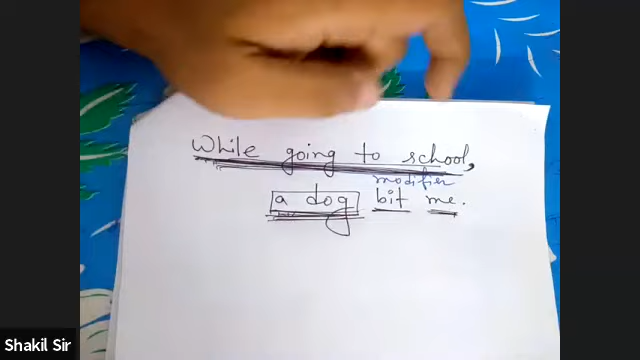 While going to school,
modifier
a dog bit me.
Shakil Sir